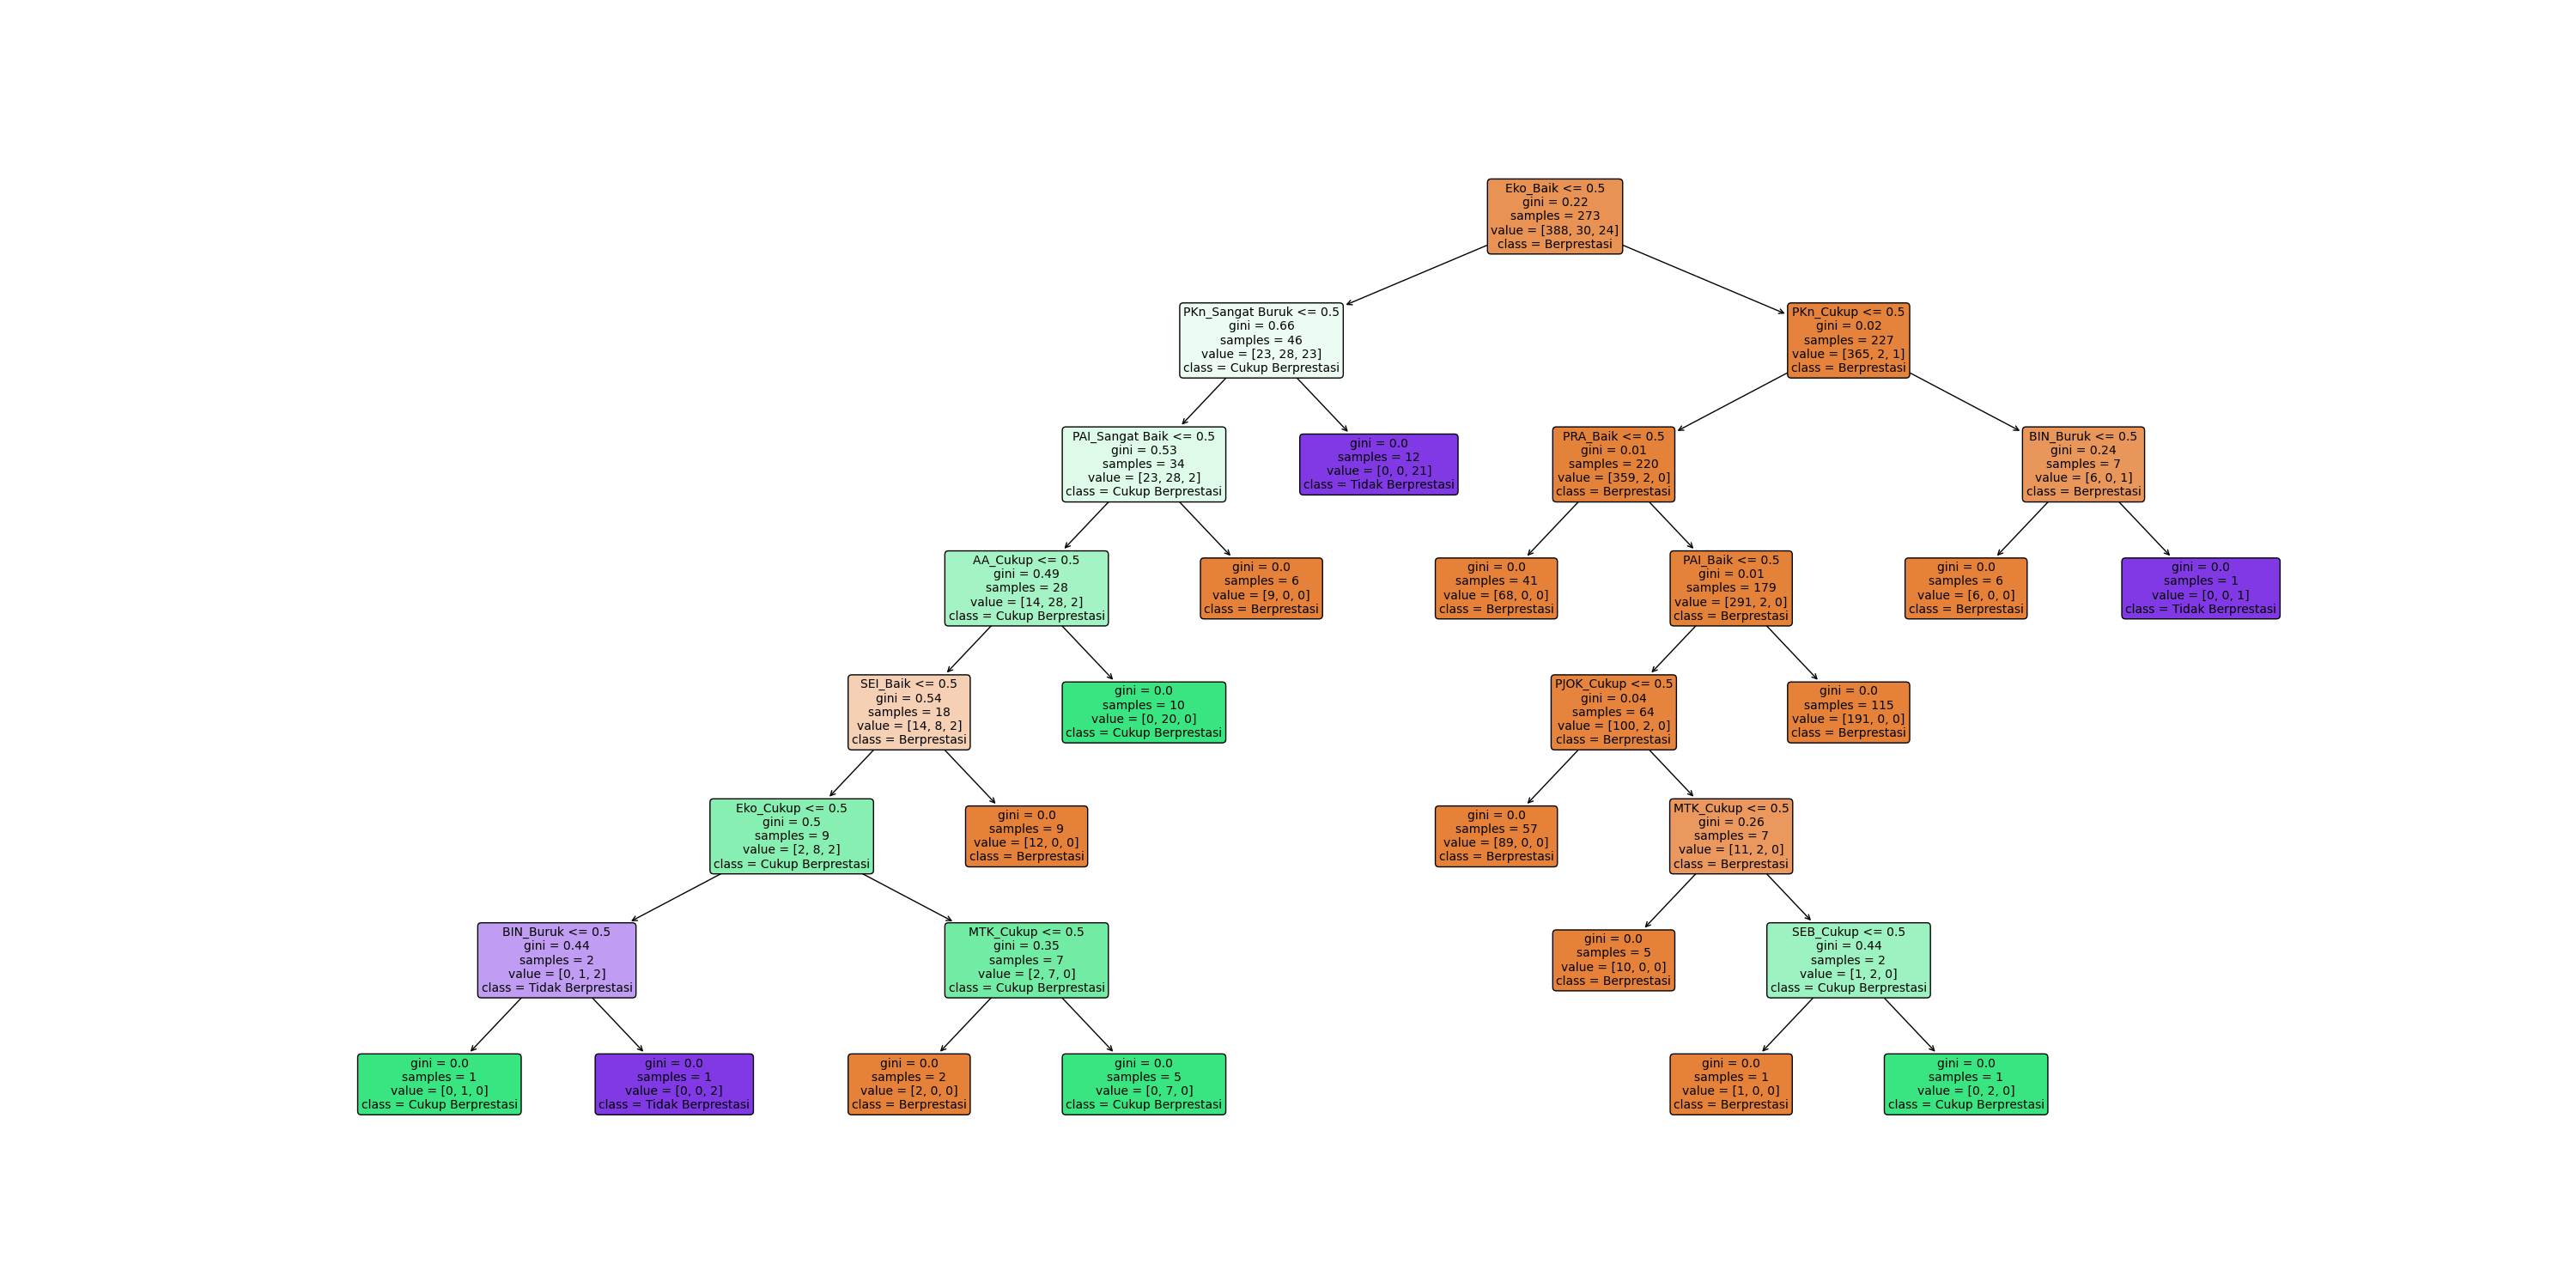 Eko_Baik <= 0.5
gini = 0.22
samples = 273
value = [388, 30, 24]
class = Berprestasi
PKn_Sangat Buruk <= 0.5
gini = 0.66
samples = 46
value = [23, 28, 23]
class = Cukup Berprestasi
PKn_Cukup <= 0.5
gini = 0.02
samples = 227
value = [365, 2, 1]
class = Berprestasi
PAI_Sangat Baik <= 0.5
gini = 0.53
samples = 34
value = [23, 28, 2]
class = Cukup Berprestasi
gini = 0.0
samples = 12
value = [0, 0, 21]
class = Tidak Berprestasi
PRA_Baik <= 0.5
gini = 0.01
samples = 220
value = [359, 2, 0]
class = Berprestasi
BIN_Buruk <= 0.5
gini = 0.24
samples = 7
value = [6, 0, 1]
class = Berprestasi
AA_Cukup <= 0.5
gini = 0.49
samples = 28
value = [14, 28, 2]
class = Cukup Berprestasi
gini = 0.0
samples = 6
value = [9, 0, 0]
class = Berprestasi
gini = 0.0
samples = 41
value = [68, 0, 0]
class = Berprestasi
PAI_Baik <= 0.5
gini = 0.01
samples = 179
value = [291, 2, 0]
class = Berprestasi
gini = 0.0
samples = 6
value = [6, 0, 0]
class = Berprestasi
gini = 0.0
samples = 1
value = [0, 0, 1]
class = Tidak Berprestasi
SEI_Baik <= 0.5
gini = 0.54
samples = 18
value = [14, 8, 2]
class = Berprestasi
gini = 0.0
samples = 10
value = [0, 20, 0]
class = Cukup Berprestasi
PJOK_Cukup <= 0.5
gini = 0.04
samples = 64
value = [100, 2, 0]
class = Berprestasi
gini = 0.0
samples = 115
value = [191, 0, 0]
class = Berprestasi
Eko_Cukup <= 0.5
gini = 0.5
samples = 9
value = [2, 8, 2]
class = Cukup Berprestasi
gini = 0.0
samples = 9
value = [12, 0, 0]
class = Berprestasi
gini = 0.0
samples = 57
value = [89, 0, 0]
class = Berprestasi
MTK_Cukup <= 0.5
gini = 0.26
samples = 7
value = [11, 2, 0]
class = Berprestasi
BIN_Buruk <= 0.5
gini = 0.44
samples = 2
value = [0, 1, 2]
class = Tidak Berprestasi
MTK_Cukup <= 0.5
gini = 0.35
samples = 7
value = [2, 7, 0]
class = Cukup Berprestasi
gini = 0.0
samples = 5
value = [10, 0, 0]
class = Berprestasi
SEB_Cukup <= 0.5
gini = 0.44
samples = 2
value = [1, 2, 0]
class = Cukup Berprestasi
gini = 0.0
samples = 1
value = [0, 1, 0]
class = Cukup Berprestasi
gini = 0.0
samples = 1
value = [0, 0, 2]
class = Tidak Berprestasi
gini = 0.0
samples = 2
value = [2, 0, 0]
class = Berprestasi
gini = 0.0
samples = 5
value = [0, 7, 0]
class = Cukup Berprestasi
gini = 0.0
samples = 1
value = [1, 0, 0]
class = Berprestasi
gini = 0.0
samples = 1
value = [0, 2, 0]
class = Cukup Berprestasi